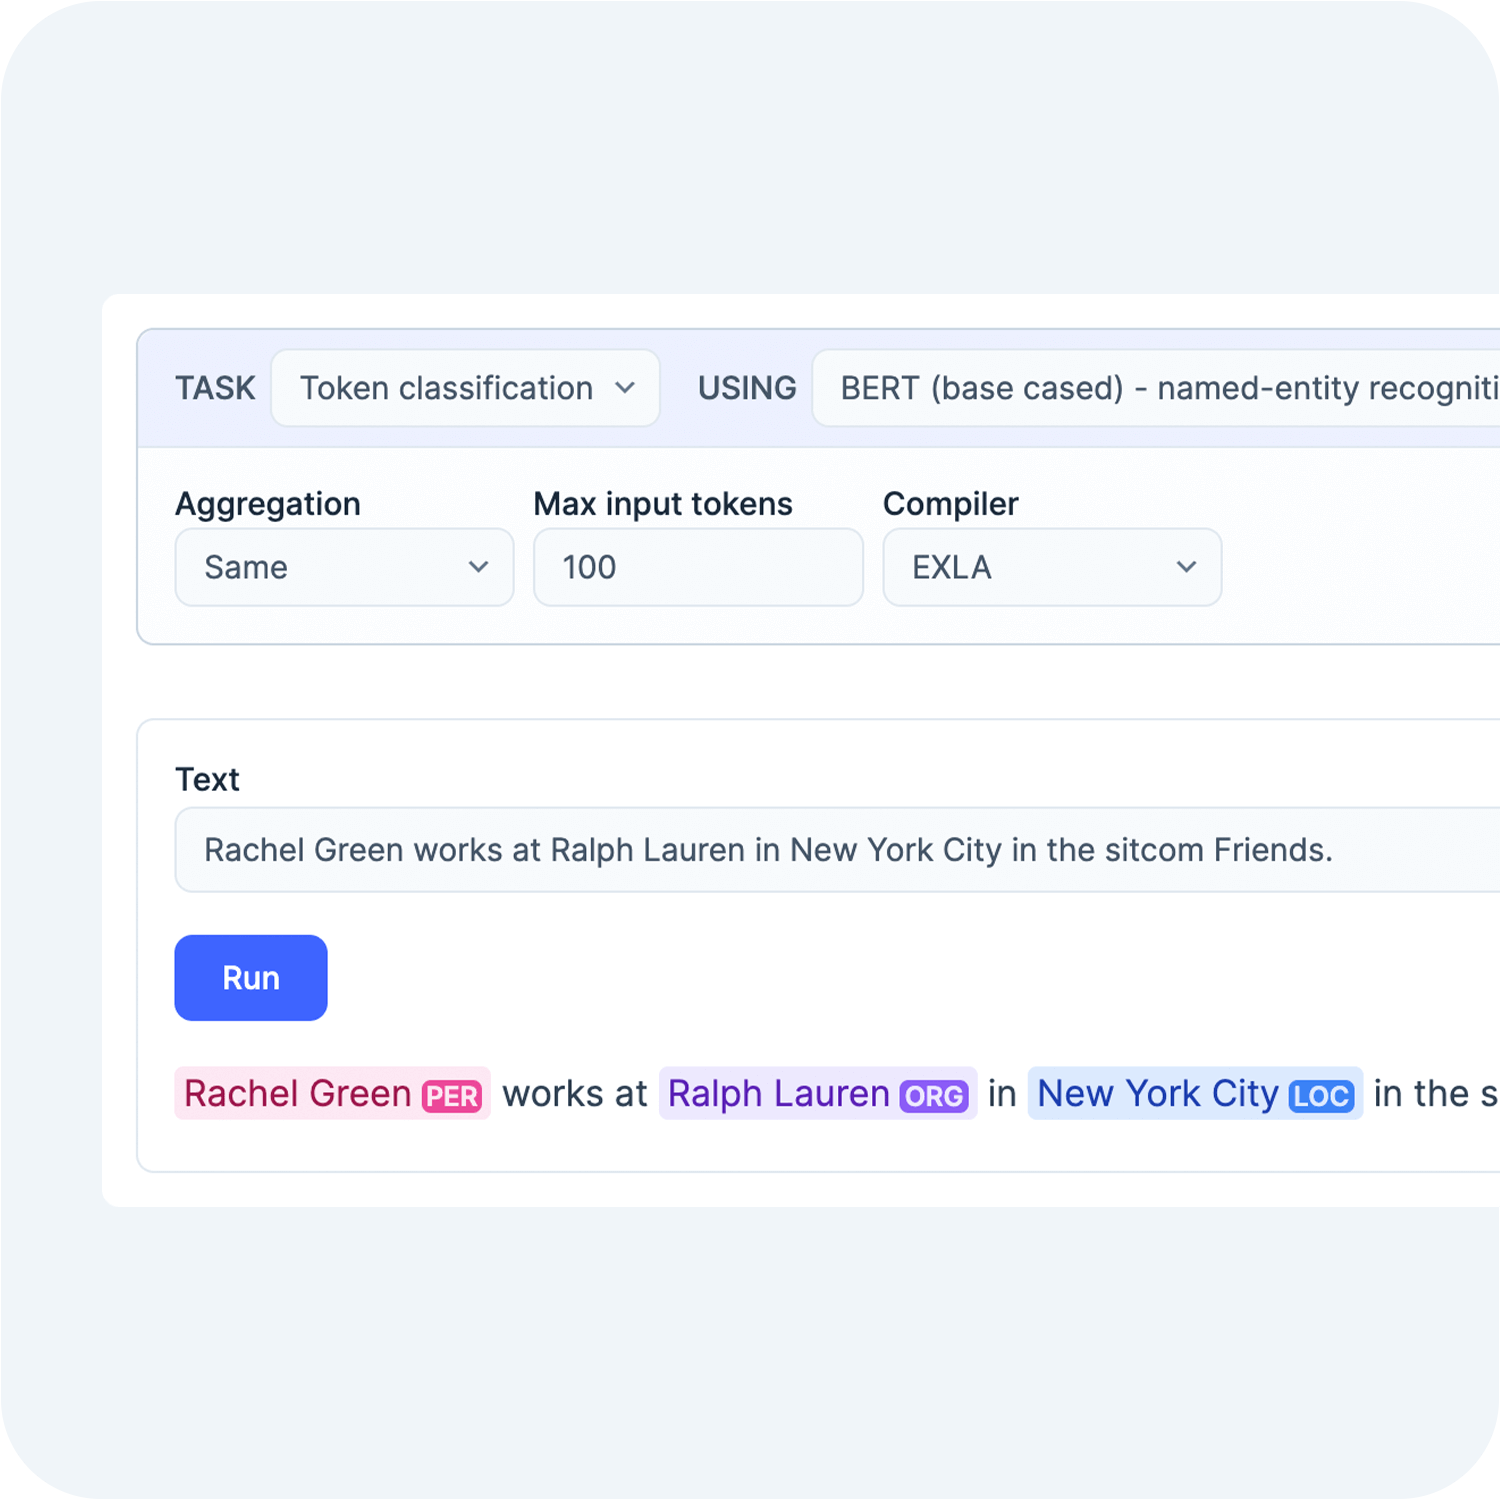 TASK Token classification USING BERT (base cased) - named-entity recogniti
Aggregation Max input tokens Compiler
Same 100 EXLA
Text
Rachel Green works at Ralph Lauren in New York City in the sitcom Friends.
Run
Rachel Green PER works at Ralph Lauren ORG in New York City LOC in the s